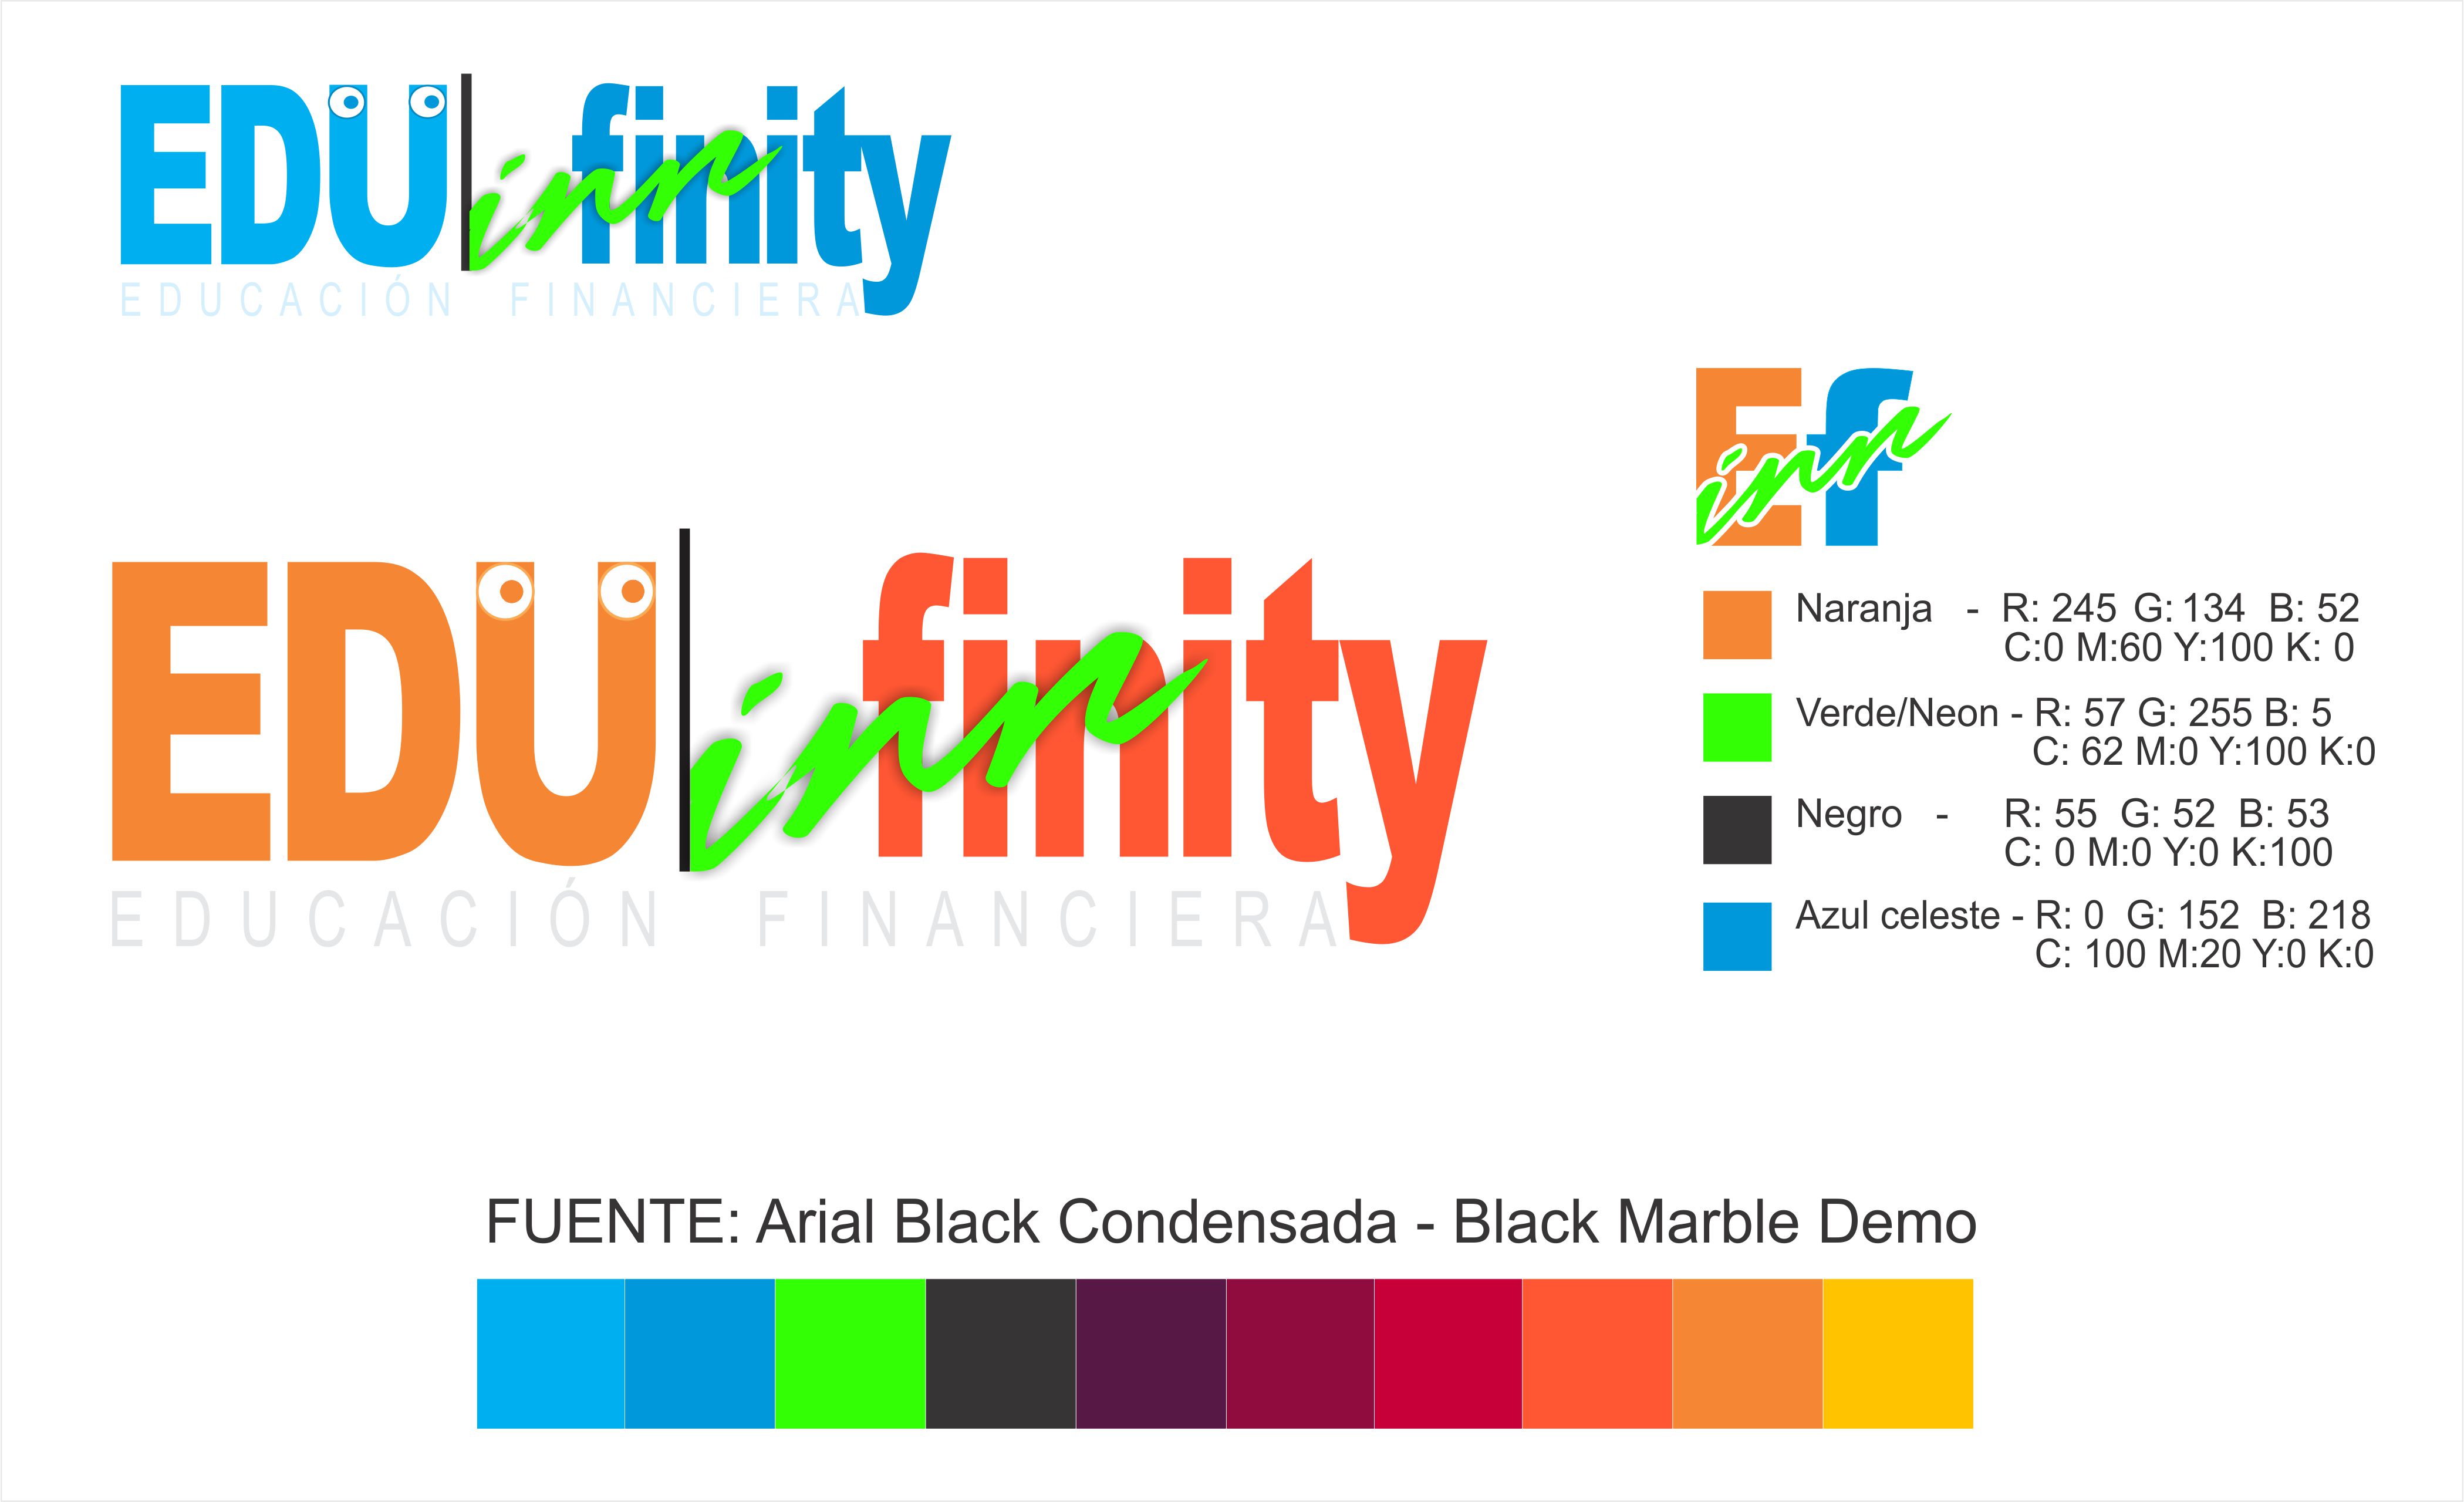 EDU|inn finity
EDUCACIÓN FINANCIERA
Ef inn
EDU|inn finity
EDUCACIÓN FINANCIERA
Naranja - R: 245 G: 134 B: 52
C:0 M:60 Y:100 K: 0
Verde/Neon - R: 57 G: 255 B: 5
C: 62 M:0 Y:100 K:0
Negro - R: 55 G: 52 B: 53
C: 0 M:0 Y:0 K:100
Azul celeste - R: 0 G: 152 B: 218
C: 100 M:20 Y:0 K:0
FUENTE: Arial Black Condensada - Black Marble Demo